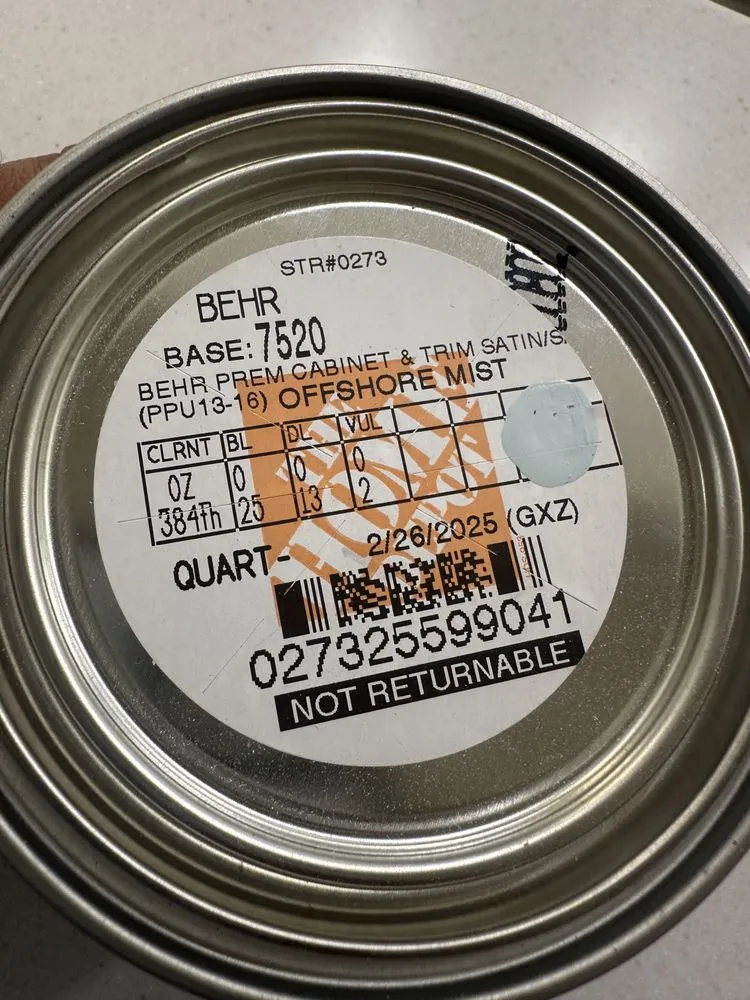 STR#0273
BEHR
BASE: 7520
BEHR PREM CABINET & TRIM SATIN/S
(PPU13-16) OFFSHORE MIST
CLRNT BL DL VUL
OZ 0 0 0
384th 25 13 2
QUART- 2/26/2025 (GXZ)
027325599041
NOT RETURNABLE